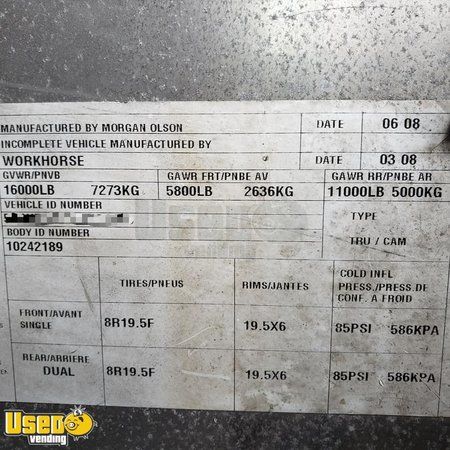 MANUFACTURED BY MORGAN OLSON DATE 06 08
INCOMPLETE VEHICLE MANUFACTURED BY
WORKHORSE DATE 03 08
GVWR/PNVB GAWR FRT/PNBE AV GAWR RR/PNBE AR
16000LB 7273KG 5800LB 2636KG 11000LB 5000KG
VEHICLE ID NUMBER TYPE
BODY ID NUMBER TRU / CAM
10242189
TIRES/PNEUS RIMS/JANTES COLD INFL
PRESS./PRESS.DE
CONF. A FROID
FRONT/AVANT
SINGLE 8R19.5F 19.5X6 85PSI 586KPA
REAR/ARRIERE
DUAL 8R19.5F 19.5X6 85PSI 586KPA
USED
vending
USED
vending